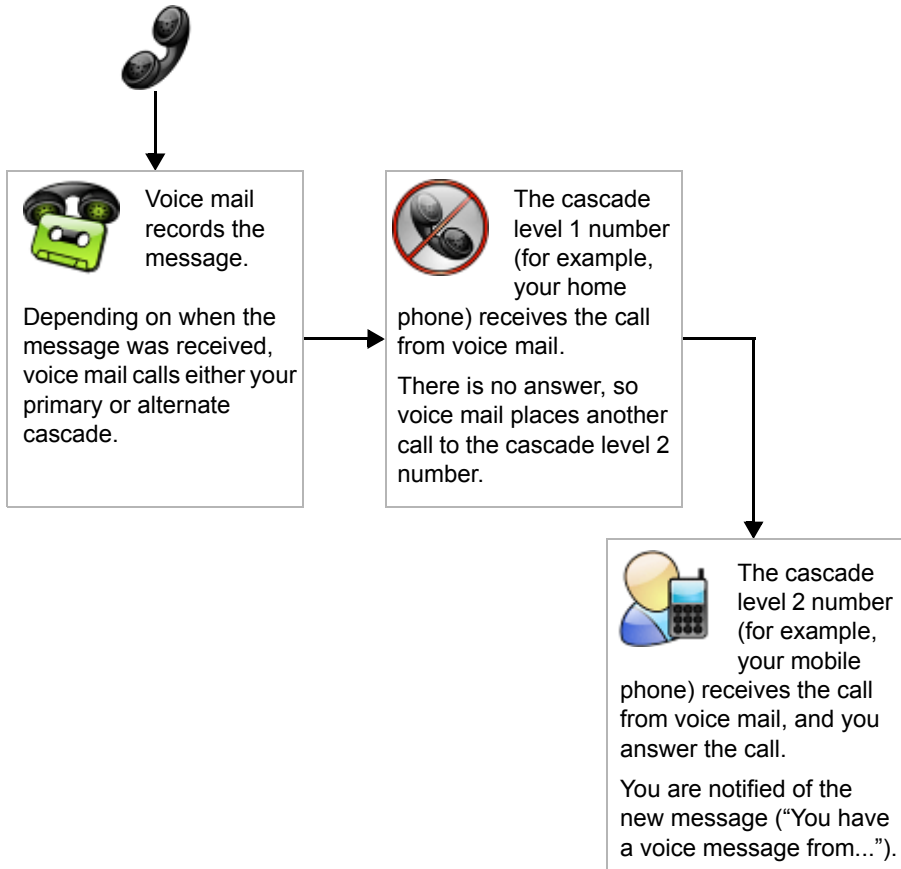 Voice mail
records the
message.
Depending on when the
message was received,
voice mail calls either your
primary or alternate
cascade.
The cascade
level 1 number
(for example,
your home
phone) receives the call
from voice mail.
There is no answer, so
voice mail places another
call to the cascade level 2
number.
The cascade
level 2 number
(for example,
your mobile
phone) receives the call
from voice mail, and you
answer the call.
You are notified of the
new message (“You have
a voice message from...”).